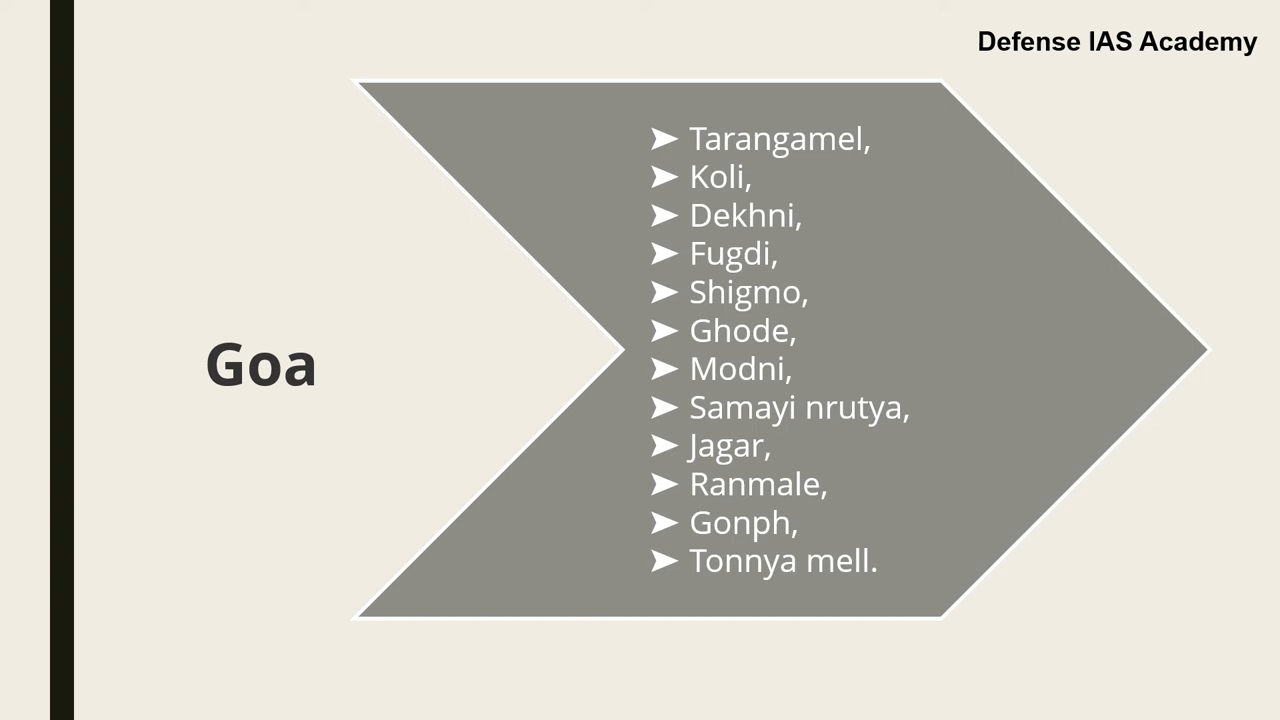 Defense IAS Academy
Goa
➤ Tarangamel,
➤ Koli,
➤ Dekhni,
➤ Fugdi,
➤ Shigmo,
➤ Ghode,
➤ Modni,
➤ Samayi nrutya,
➤ Jagar,
➤ Ranmale,
➤ Gonph,
➤ Tonnya mell.